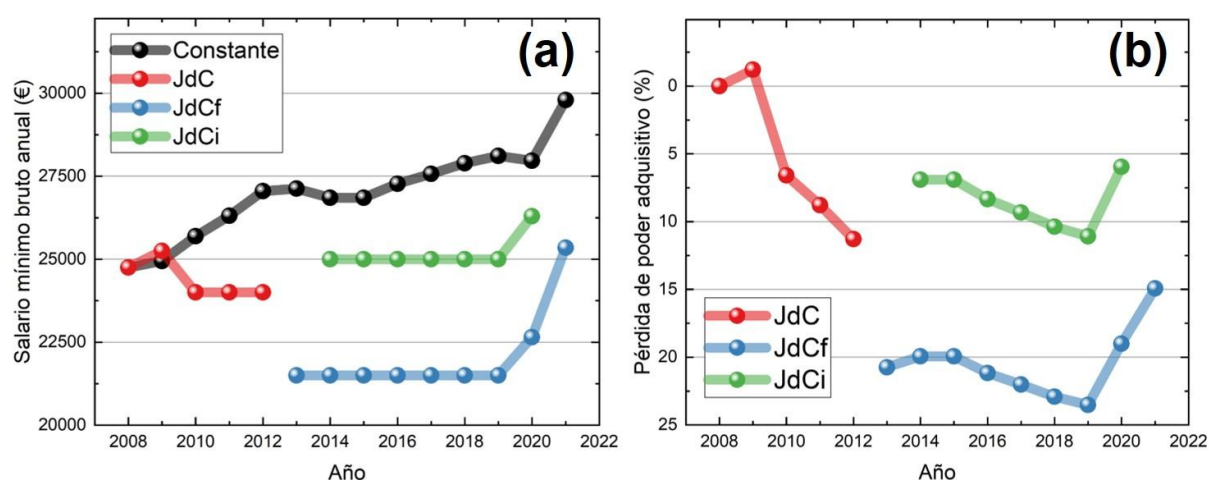 (a)
Constante
JdC
JdCf
JdCi
Salario mínimo bruto anual (€)
30000
27500
25000
22500
20000
2008 2010 2012 2014 2016 2018 2020 2022
Año
(b)
Pérdida de poder adquisitivo (%)
0
5
10
15
20
25
JdC
JdCf
JdCi
2008 2010 2012 2014 2016 2018 2020 2022
Año